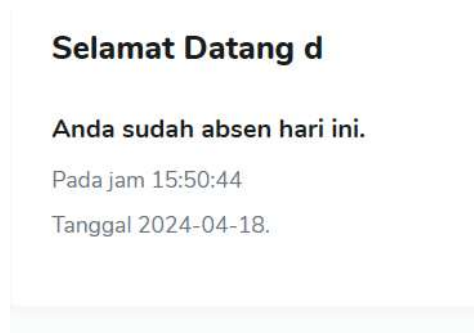 Selamat Datang d
Anda sudah absen hari ini.
Pada jam 15:50:44
Tanggal 2024-04-18.